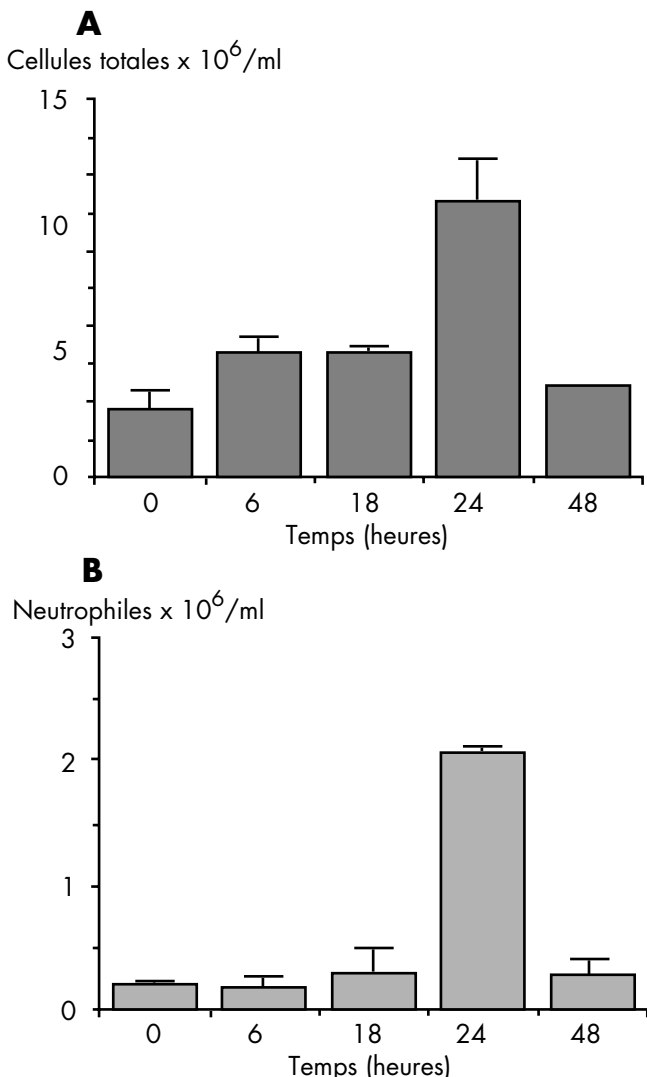 A
Cellules totales x 10⁶/ml
15
10
5
0
0 6 18 24 48
Temps (heures)
B
Neutrophiles x 10⁶/ml
3
2
1
0
0 6 18 24 48
Temps (heures)